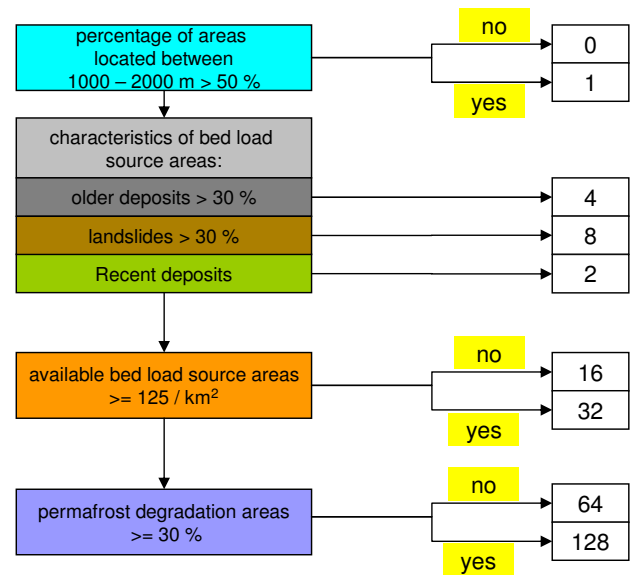 percentage of areas
located between
1000 – 2000 m > 50 %
no
0
1
yes
characteristics of bed load
source areas:
older deposits > 30 %
4
landslides > 30 %
8
Recent deposits
2
no
available bed load source areas
>= 125 / km²
16
32
yes
no
permafrost degradation areas
>= 30 %
64
128
yes